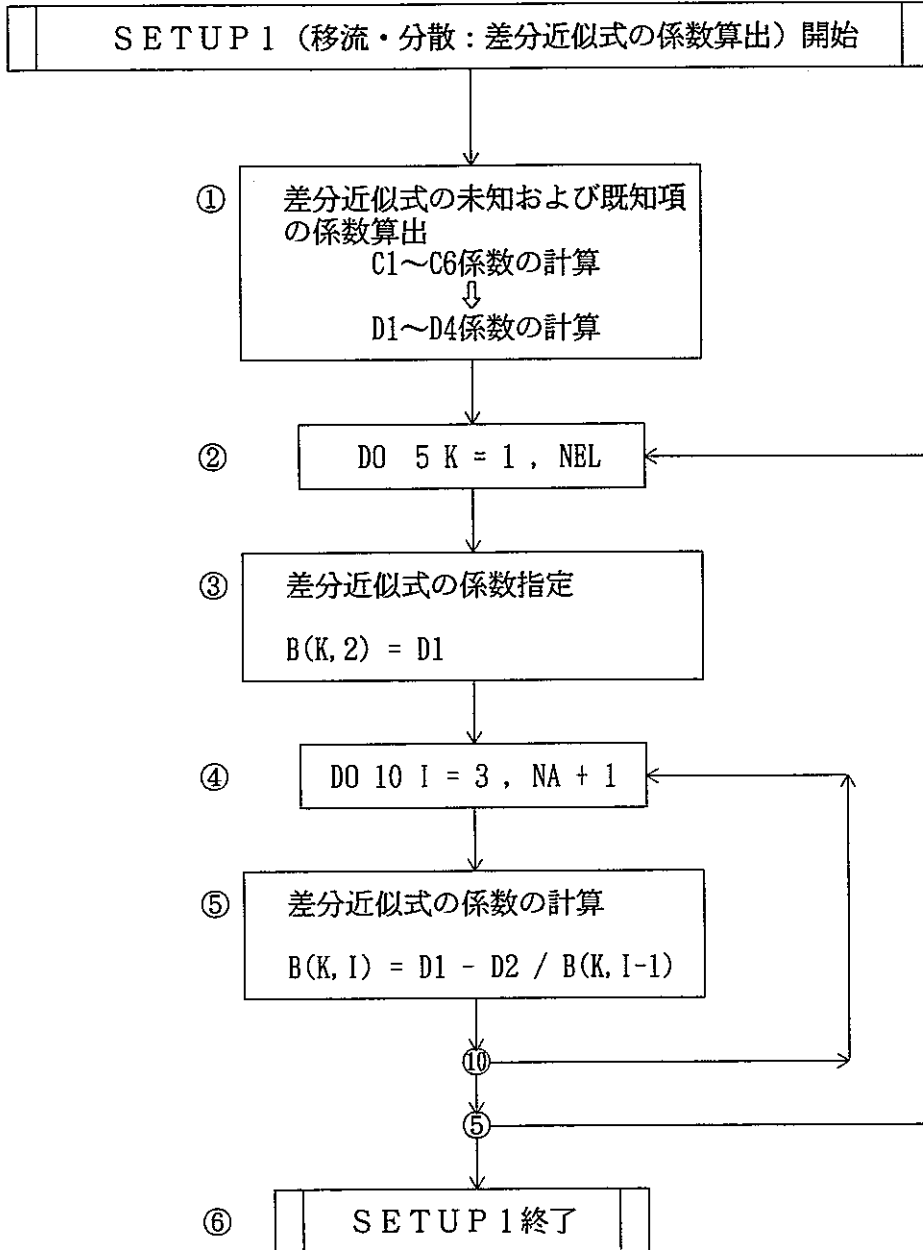 SETUP1（移流・分散：差分近似式の係数算出）開始
① 差分近似式の未知および既知項
の係数算出
C1～C6係数の計算
⇩
D1～D4係数の計算
② DO 5 K = 1 , NEL
③ 差分近似式の係数指定
B(K,2) = D1
④ DO 10 I = 3 , NA + 1
⑤ 差分近似式の係数の計算
B(K,I) = D1 - D2 / B(K,I-1)
⑩
⑤
⑥ SETUP1終了